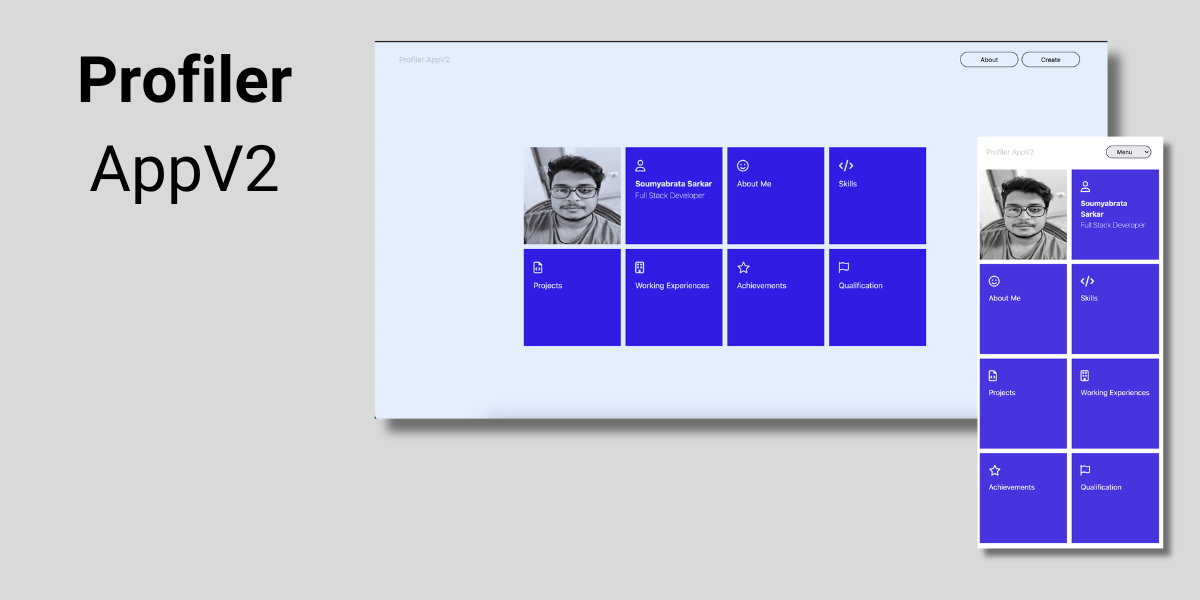 Profiler
AppV2
Profiler AppV2
About
Create
Soumyabrata Sarkar
Full Stack Developer
About Me
Skills
Projects
Working Experiences
Achievements
Qualification
Profiler AppV2
Menu
Soumyabrata
Sarkar
Full Stack Developer
About Me
Skills
Projects
Working Experiences
Achievements
Qualification